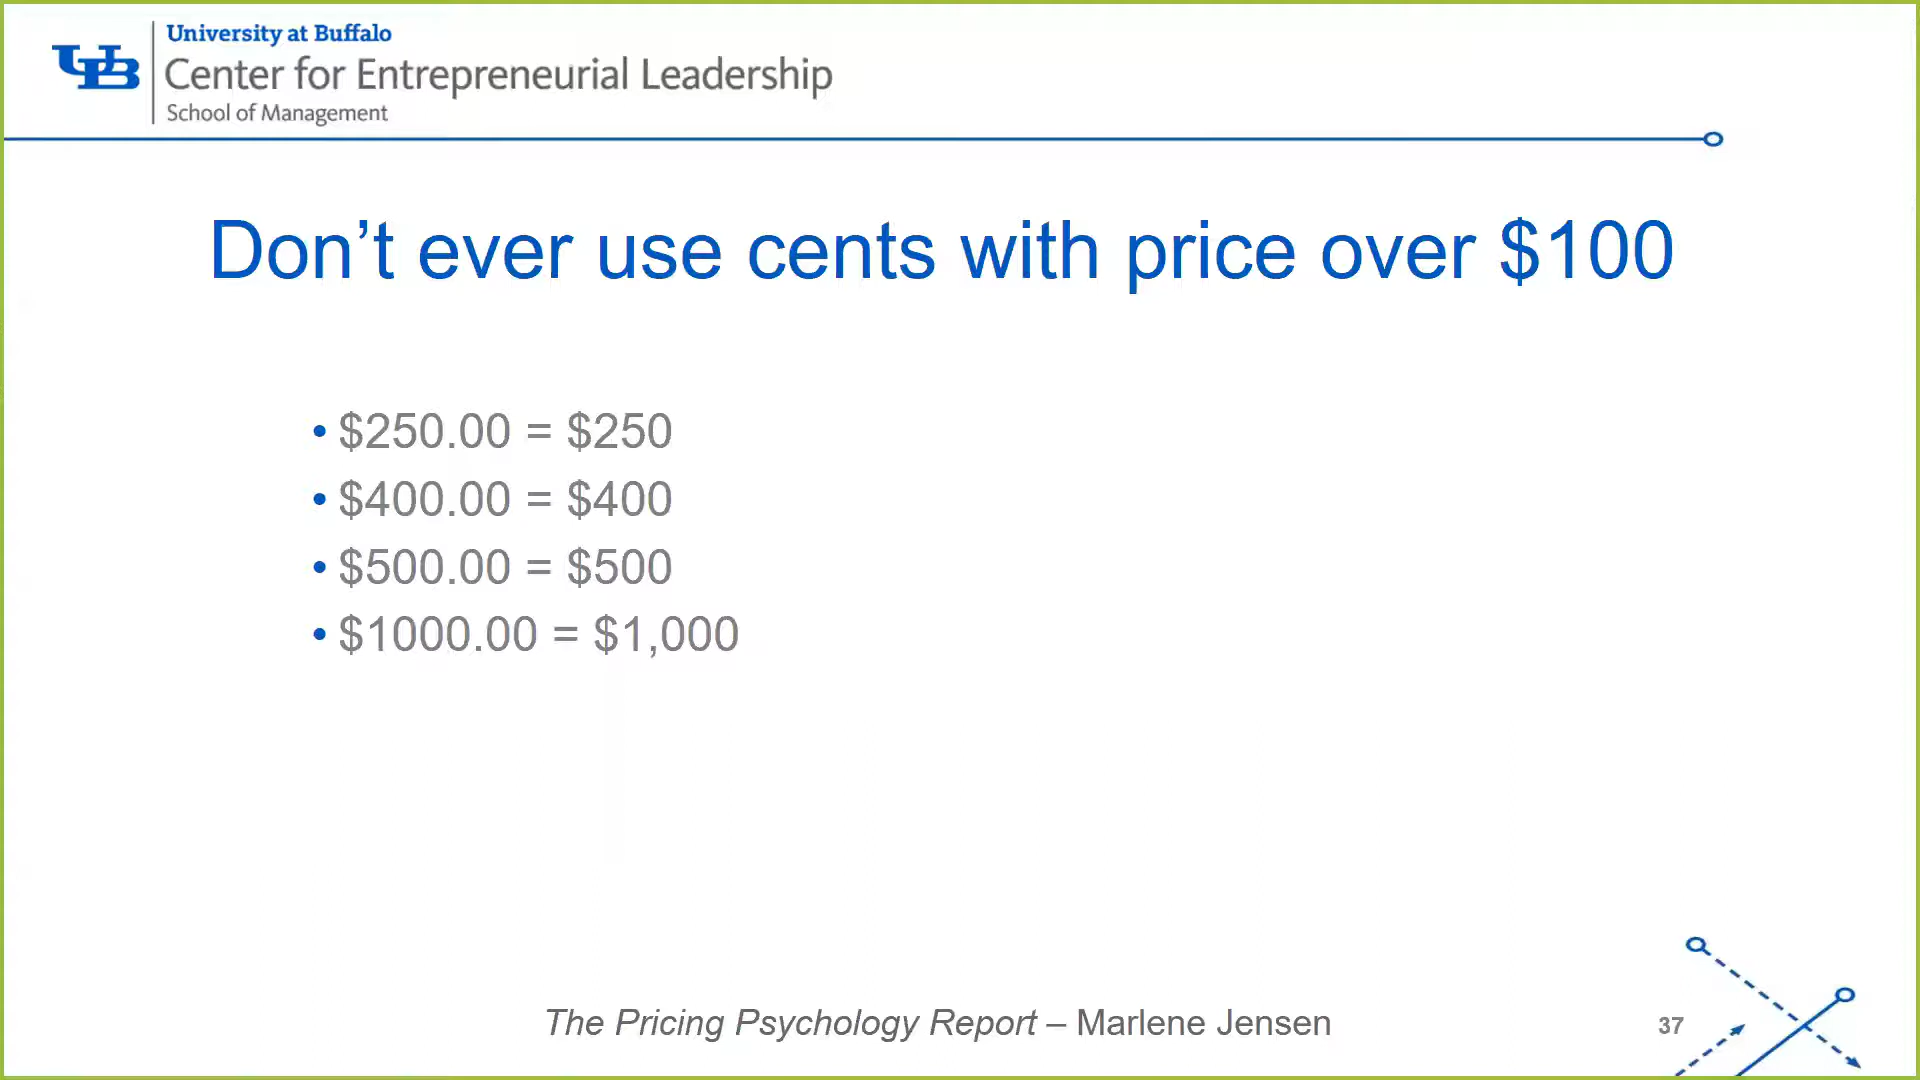 University at Buffalo
Center for Entrepreneurial Leadership
School of Management
Don’t ever use cents with price over $100
• $250.00 = $250
• $400.00 = $400
• $500.00 = $500
• $1000.00 = $1,000
The Pricing Psychology Report – Marlene Jensen
37